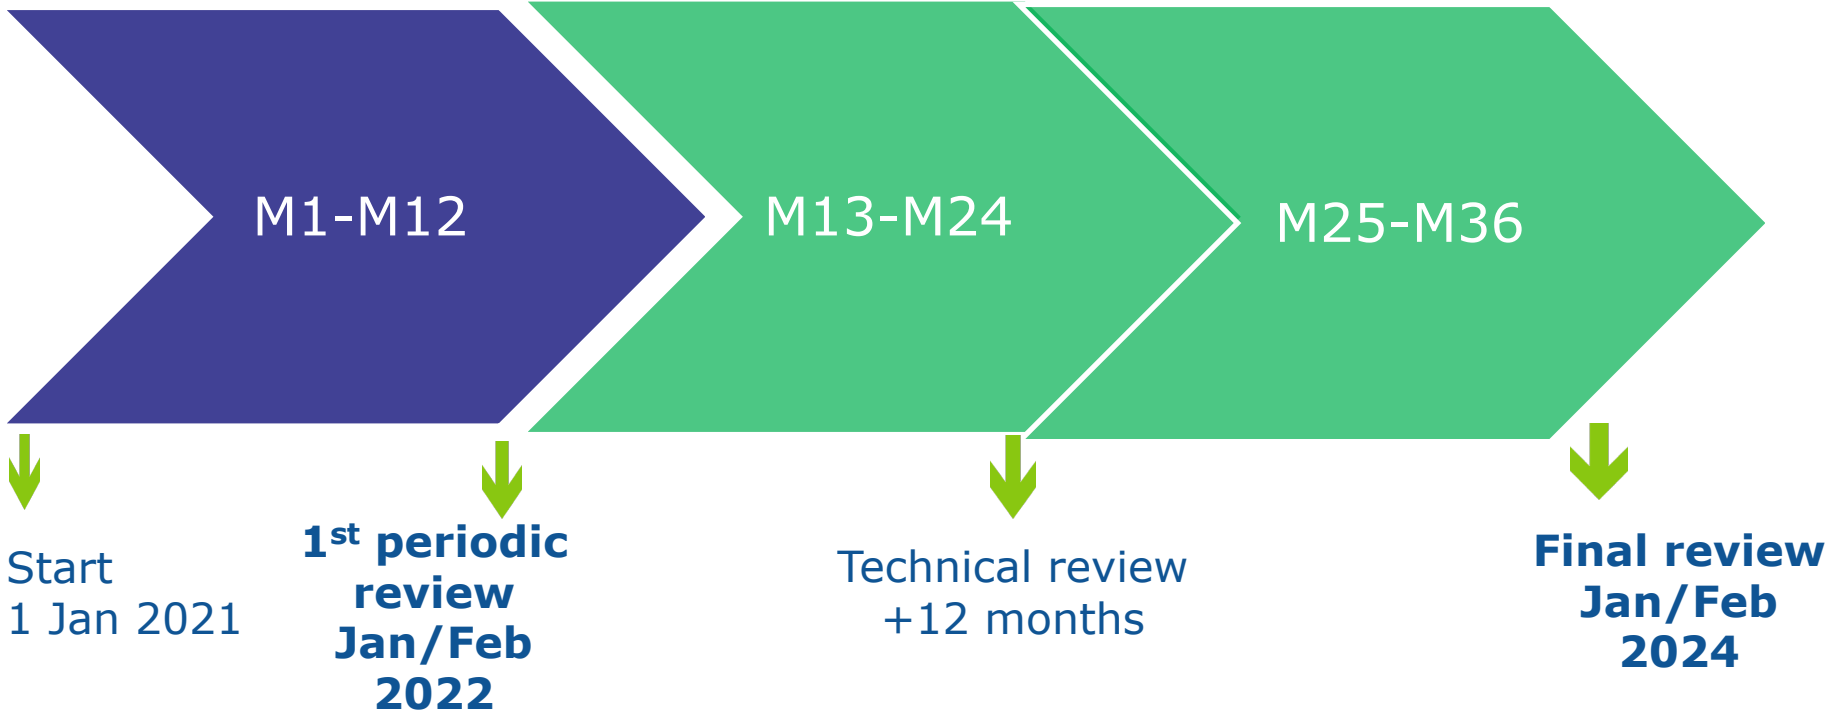 M1-M12
M13-M24
M25-M36
Start
1 Jan 2021
1st periodic
review
Jan/Feb
2022
Technical review
+12 months
Final review
Jan/Feb
2024